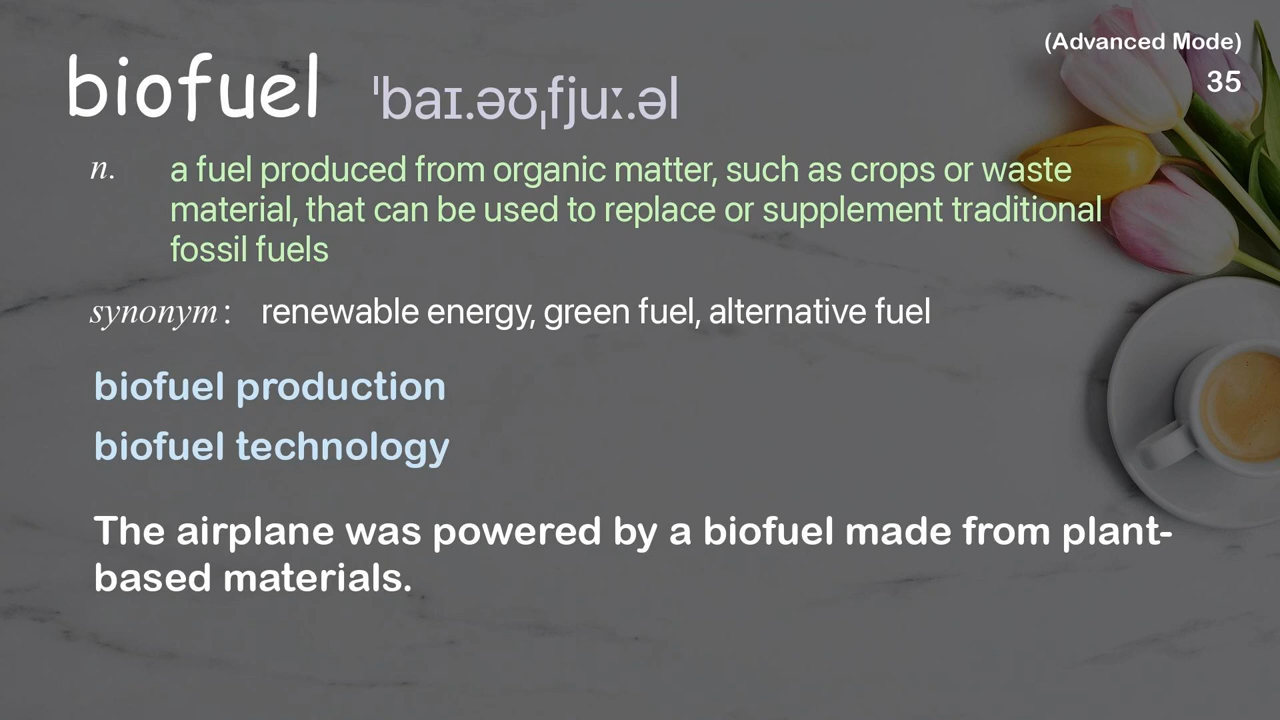 (Advanced Mode)
35
biofuel ˈbaɪ.əʊˌfjuː.əl
n. a fuel produced from organic matter, such as crops or waste
material, that can be used to replace or supplement traditional
fossil fuels
synonym: renewable energy, green fuel, alternative fuel
biofuel production
biofuel technology
The airplane was powered by a biofuel made from plant-
based materials.